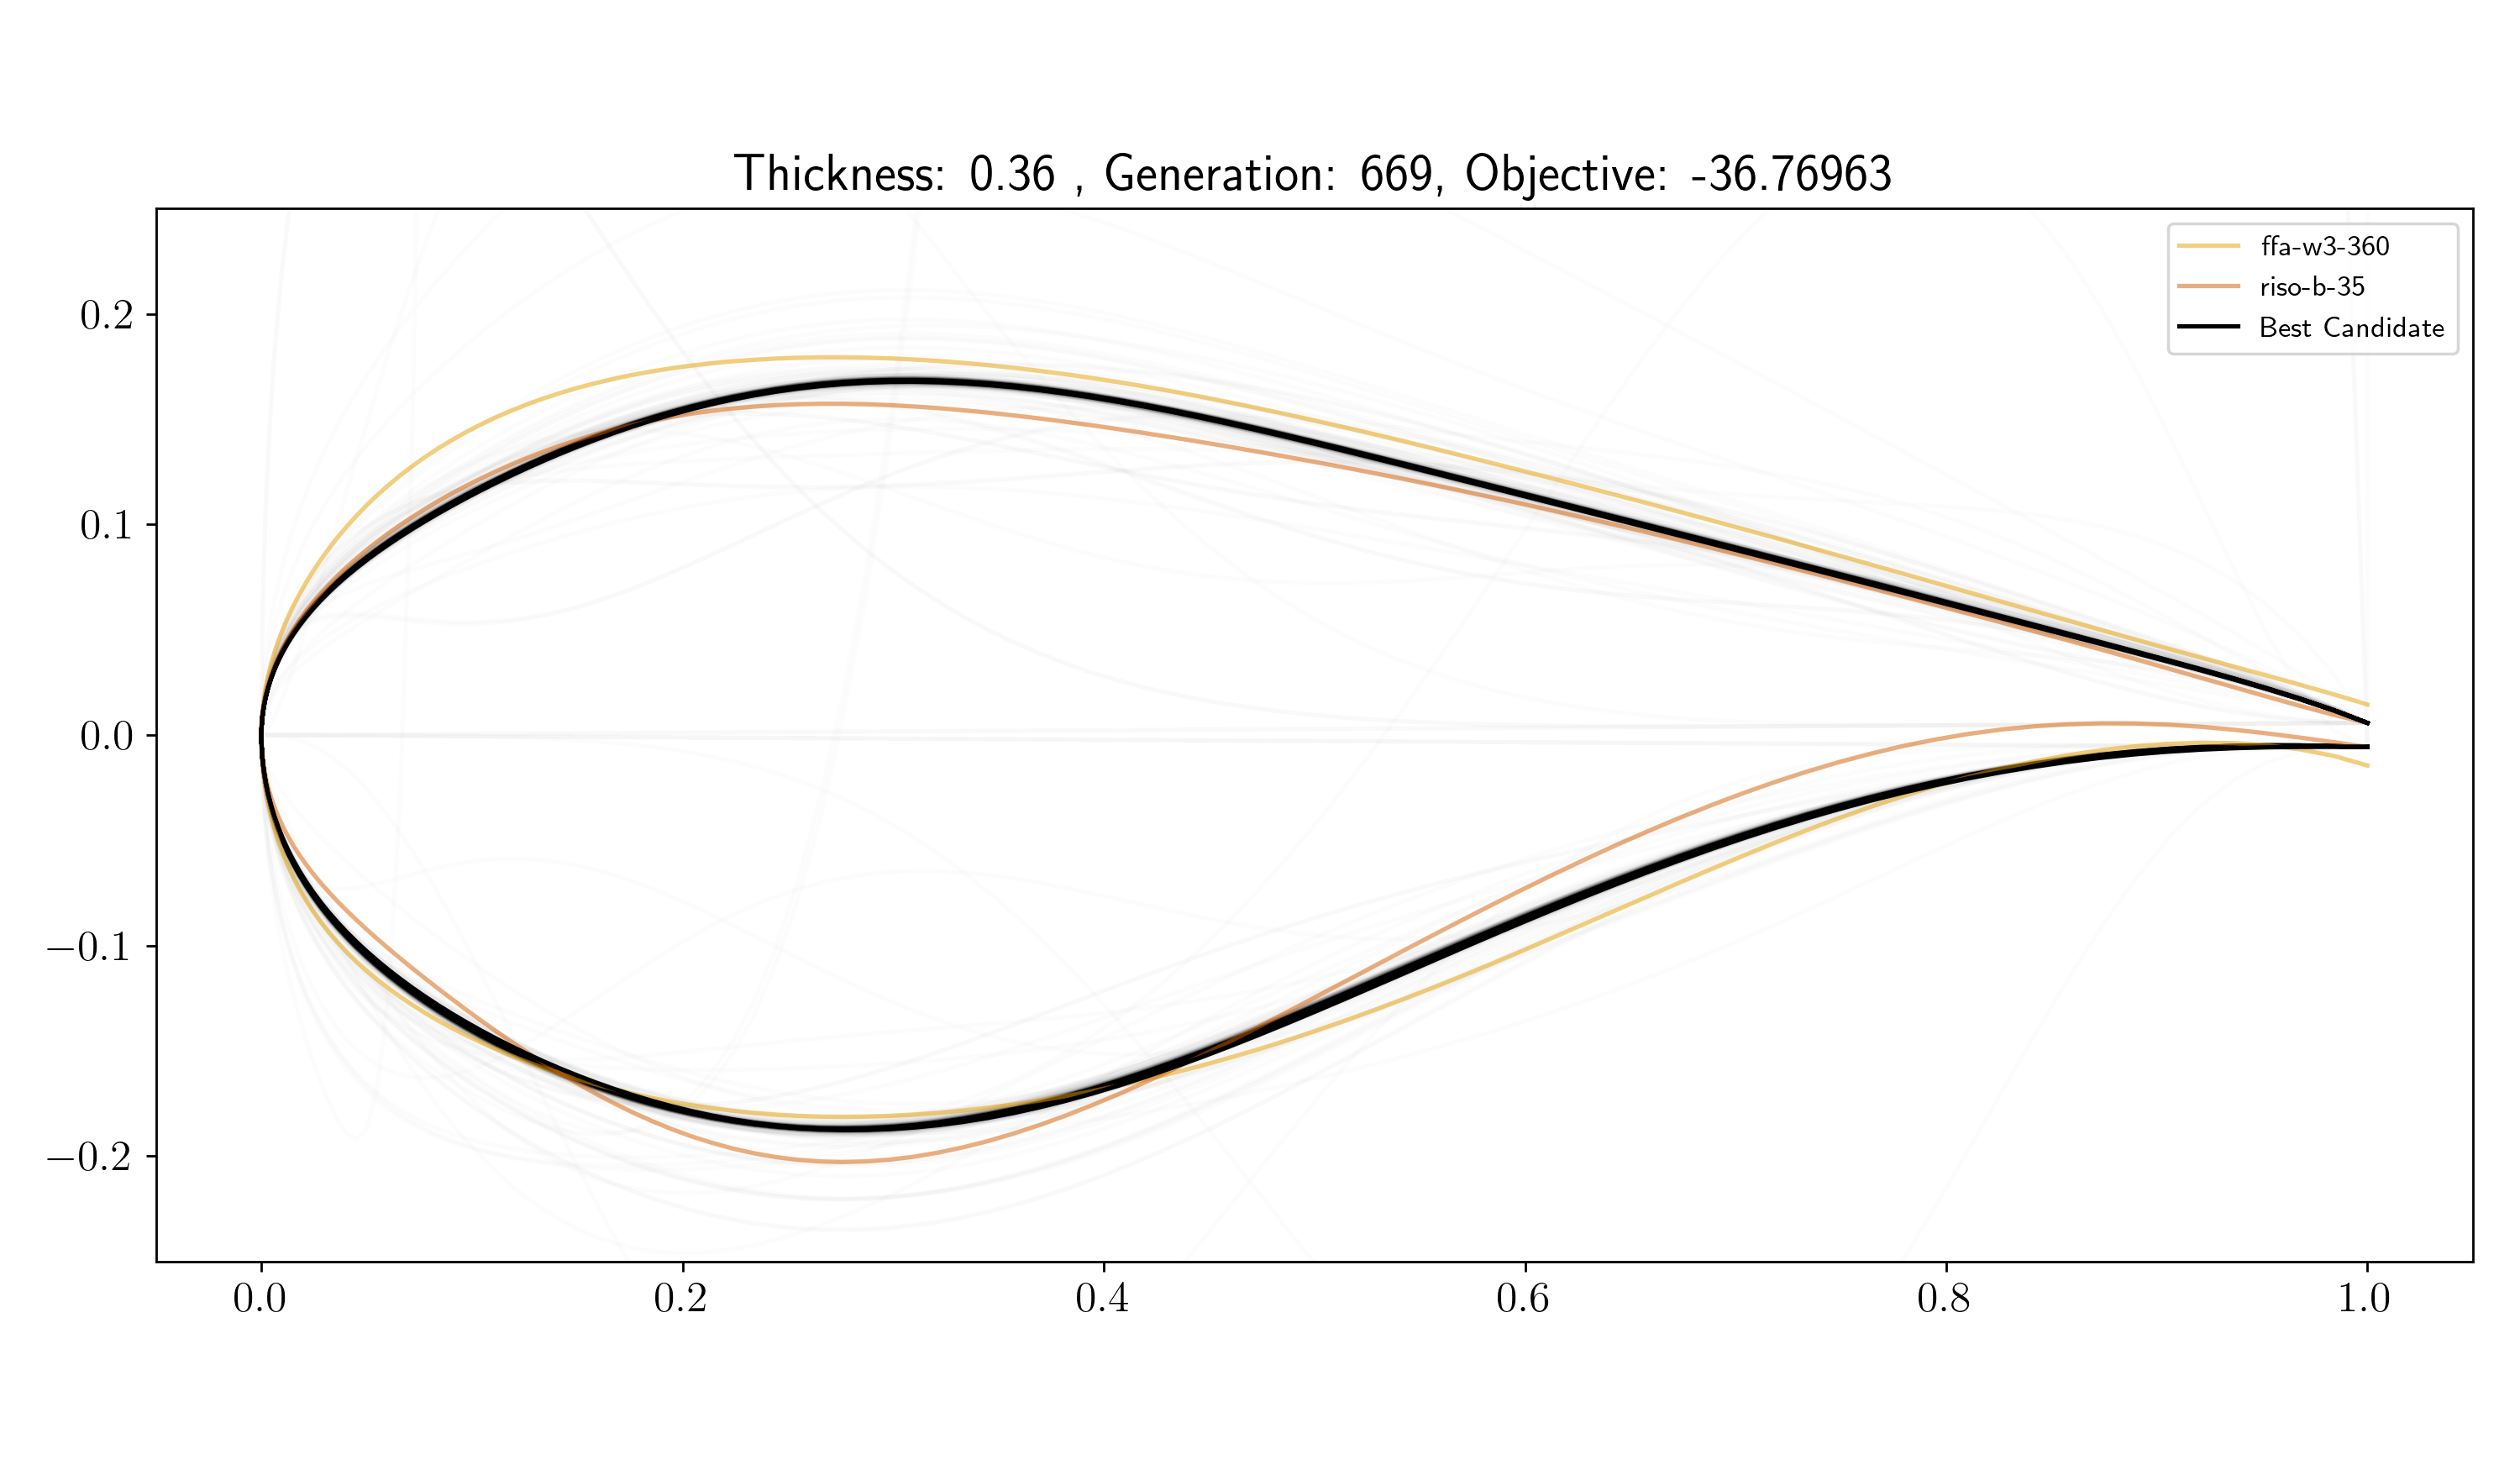 Thickness: 0.36 , Generation: 669, Objective: -36.76963
ffa-w3-360
riso-b-35
Best Candidate
0.2
0.1
0.0
−0.1
−0.2
0.0 0.2 0.4 0.6 0.8 1.0